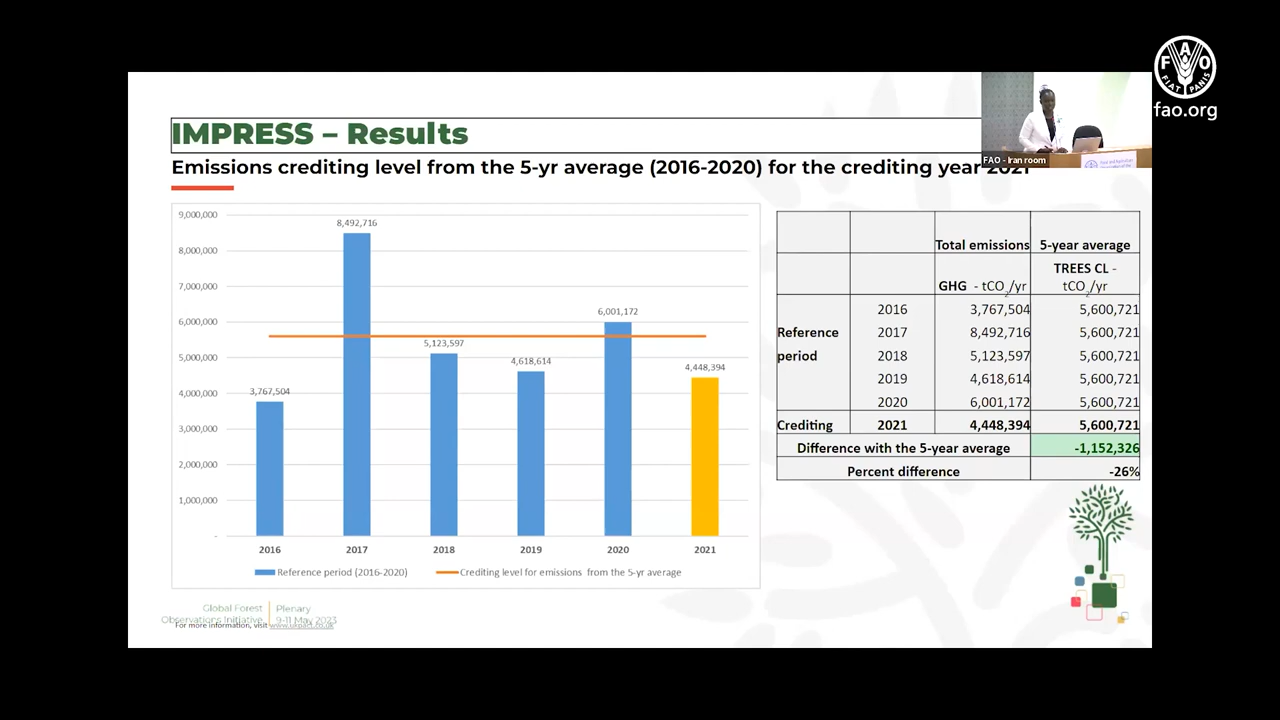 FAO
FIAT PANIS
fao.org
FAO - Iran room
IMPRESS – Results
Emissions crediting level from the 5-yr average (2016-2020) for the crediting year 2021
9,000,000
8,000,000
7,000,000
6,000,000
5,000,000
4,000,000
3,000,000
2,000,000
1,000,000
-
3,767,504
8,492,716
5,123,597
4,618,614
6,001,172
4,448,394
2016 2017 2018 2019 2020 2021
Reference period (2016-2020) Crediting level for emissions from the 5-yr average
Total emissions 5-year average
GHG - tCO2/yr TREES CL - tCO2/yr
2016 3,767,504 5,600,721
Reference 2017 8,492,716 5,600,721
period 2018 5,123,597 5,600,721
2019 4,618,614 5,600,721
2020 6,001,172 5,600,721
Crediting 2021 4,448,394 5,600,721
Difference with the 5-year average -1,152,326
Percent difference -26%
Global Forest Plenary
Observations Initiative 9-11 May 2023
For more information, visit www.ukpact.co.uk